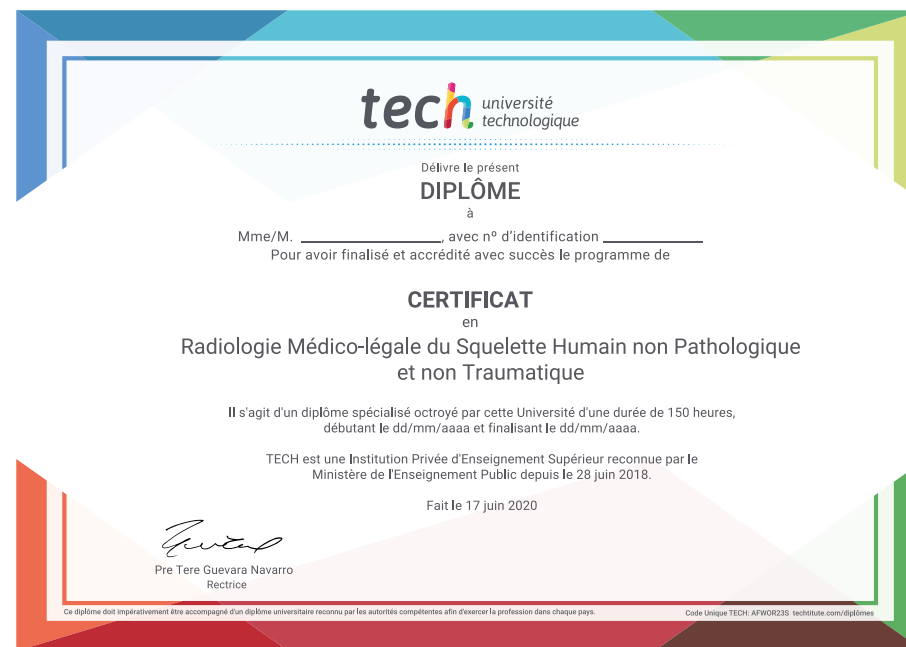 tech université
technologique
Délivre le présent
DIPLÔME
à
Mme/M. ____________________, avec nº d'identification ______________
Pour avoir finalisé et accrédité avec succès le programme de
CERTIFICAT
en
Radiologie Médico-légale du Squelette Humain non Pathologique
et non Traumatique
Il s'agit d'un diplôme spécialisé octroyé par cette Université d'une durée de 150 heures,
débutant le dd/mm/aaaa et finalisant le dd/mm/aaaa.
TECH est une Institution Privée d'Enseignement Supérieur reconnue par le
Ministère de l'Enseignement Public depuis le 28 juin 2018.
Fait le 17 juin 2020
Pre Tere Guevara Navarro
Rectrice
Ce diplôme doit impérativement être accompagné d'un diplôme universitaire reconnu par les autorités compétentes afin d'exercer la profession dans chaque pays.
Code Unique TECH: AFWOR23S techtitute.com/diplômes